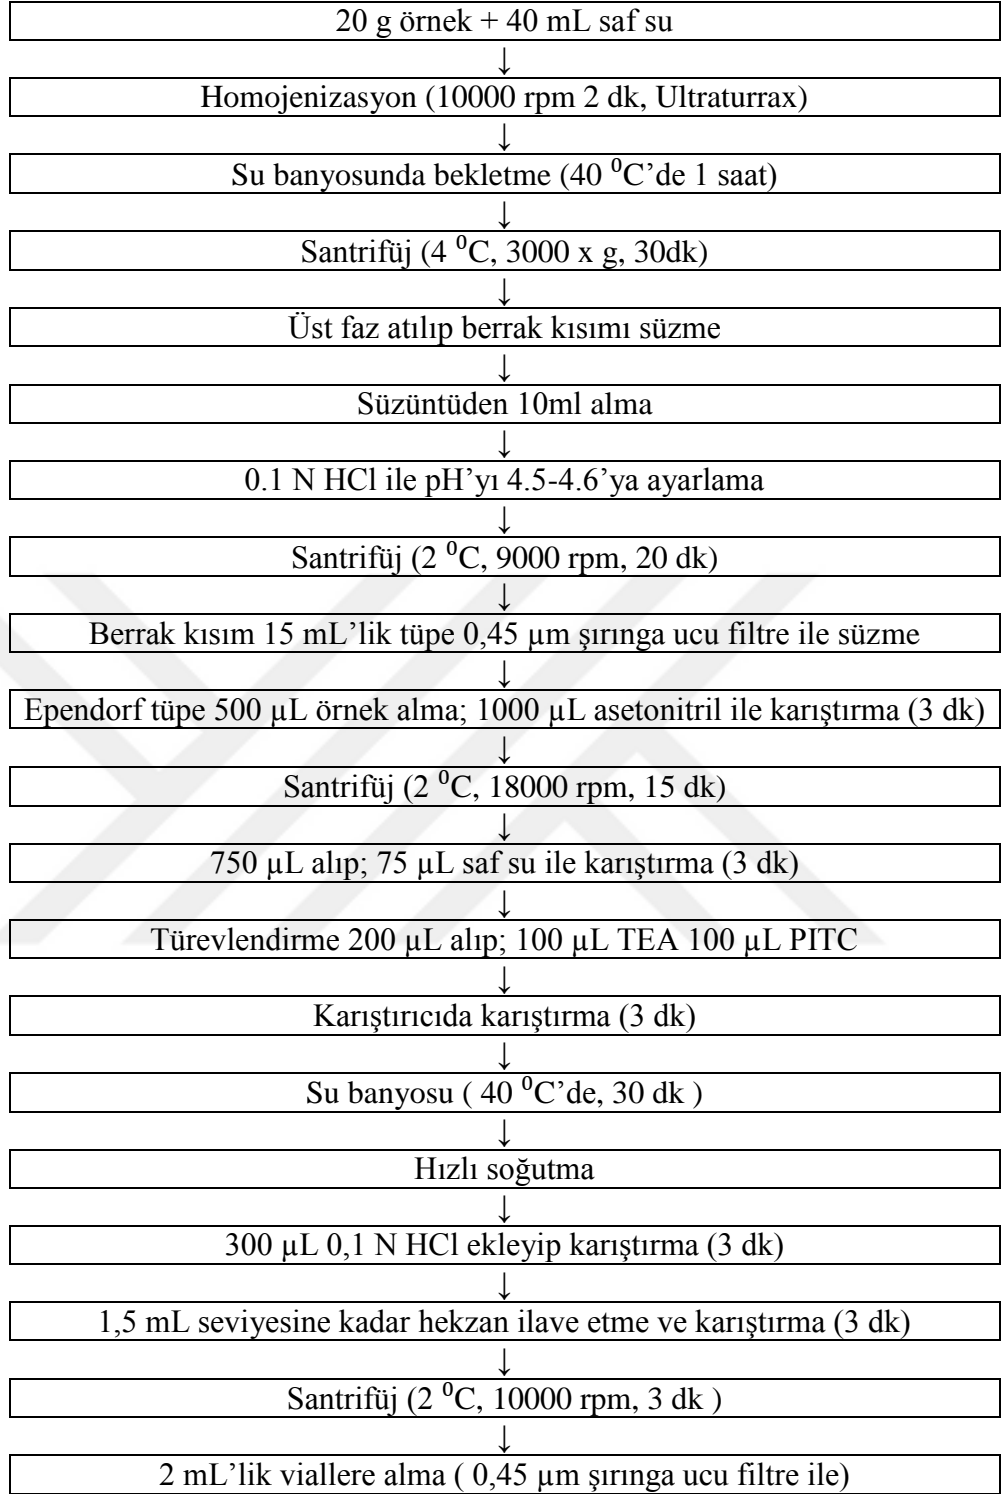 20 g örnek + 40 mL saf su
↓
Homojenizasyon (10000 rpm 2 dk, Ultraturrax)
↓
Su banyosunda bekletme (40 ⁰C’de 1 saat)
↓
Santrifüj (4 ⁰C, 3000 x g, 30dk)
↓
Üst faz atılıp berrak kısımı süzme
↓
Süzüntüden 10ml alma
↓
0.1 N HCl ile pH’yı 4.5-4.6’ya ayarlama
↓
Santrifüj (2 ⁰C, 9000 rpm, 20 dk)
↓
Berrak kısım 15 mL’lik tüpe 0,45 µm şırınga ucu filtre ile süzme
↓
Ependorf tüpe 500 µL örnek alma; 1000 µL asetonitril ile karıştırma (3 dk)
↓
Santrifüj (2 ⁰C, 18000 rpm, 15 dk)
↓
750 µL alıp; 75 µL saf su ile karıştırma (3 dk)
↓
Türevlendirme 200 µL alıp; 100 µL TEA 100 µL PITC
↓
Karıştırıcıda karıştırma (3 dk)
↓
Su banyosu ( 40 ⁰C’de, 30 dk )
↓
Hızlı soğutma
↓
300 µL 0,1 N HCl ekleyip karıştırma (3 dk)
↓
1,5 mL seviyesine kadar hekzan ilave etme ve karıştırma (3 dk)
↓
Santrifüj (2 ⁰C, 10000 rpm, 3 dk )
↓
2 mL’lik viallere alma ( 0,45 µm şırınga ucu filtre ile)